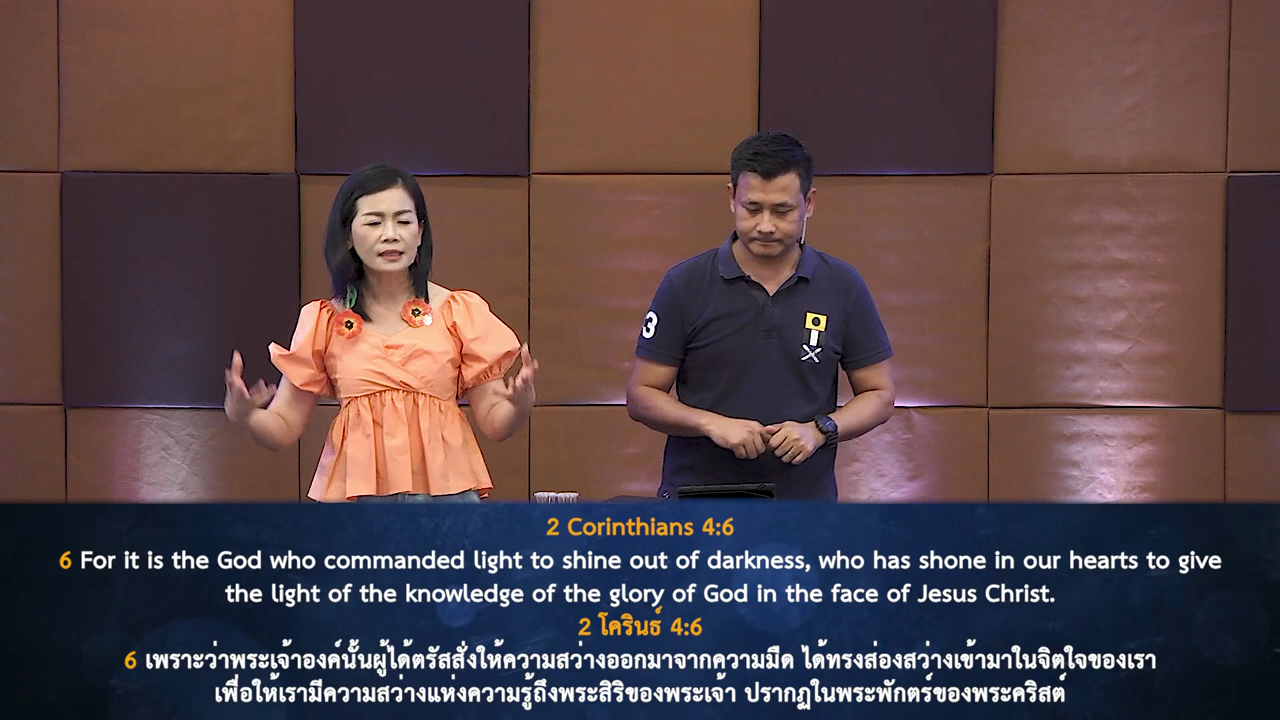 3
2 Corinthians 4:6
6 For it is the God who commanded light to shine out of darkness, who has shone in our hearts to give
the light of the knowledge of the glory of God in the face of Jesus Christ.
2 โครินธ์ 4:6
6 เพราะว่าพระเจ้าองค์นั้นผู้ได้ตรัสสั่งให้ความสว่างออกมาจากความมืด ได้ทรงส่องสว่างเข้ามาในจิตใจของเรา
เพื่อให้เรามีความสว่างแห่งความรู้ถึงพระสิริของพระเจ้า ปรากฏในพระพักตร์ของพระคริสต์